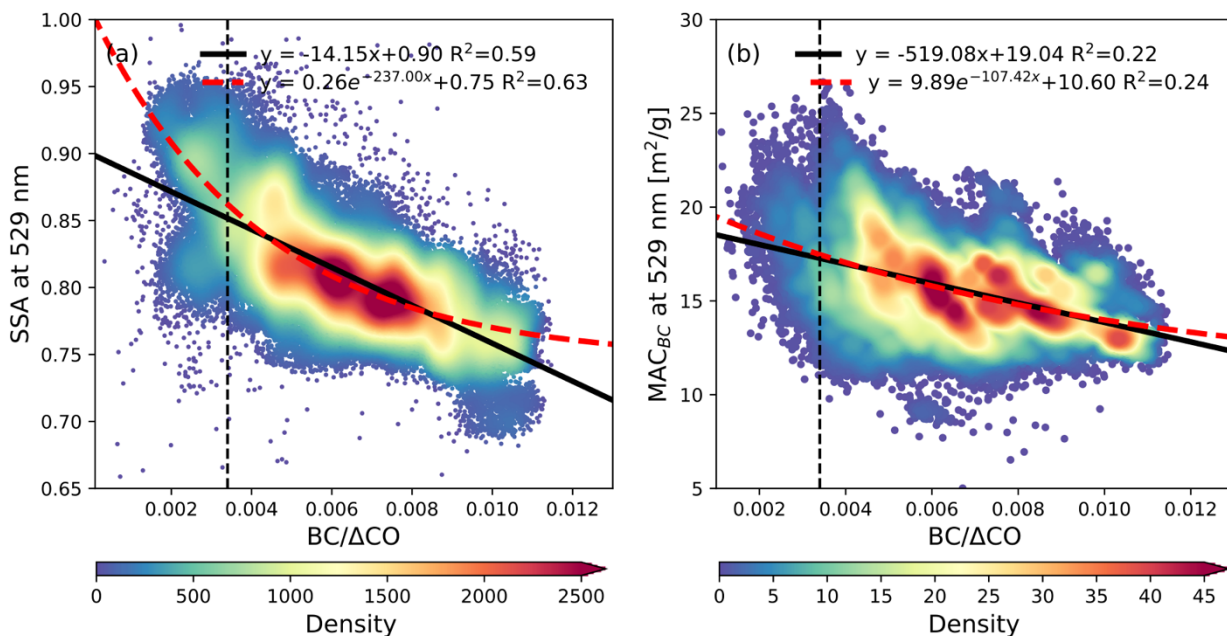 (a)
y = -14.15x+0.90 R²=0.59
y = 0.26e⁻²³⁷·⁰⁰ˣ+0.75 R²=0.63
SSA at 529 nm
1.00
0.95
0.90
0.85
0.80
0.75
0.70
0.65
0.002 0.004 0.006 0.008 0.010 0.012
BC/ΔCO
0 500 1000 1500 2000 2500
Density
(b)
y = -519.08x+19.04 R²=0.22
y = 9.89e⁻¹⁰⁷·⁴²ˣ+10.60 R²=0.24
MAC_BC at 529 nm [m²/g]
30
25
20
15
10
5
0.002 0.004 0.006 0.008 0.010 0.012
BC/ΔCO
0 5 10 15 20 25 30 35 40 45
Density